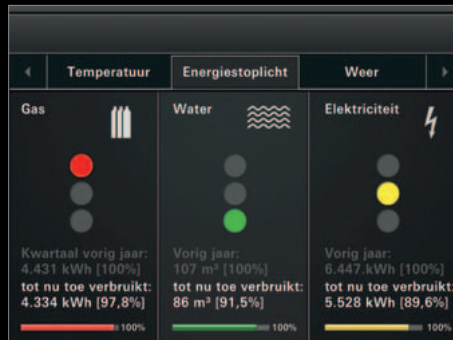 Temperatuur
Energiestoplicht
Weer
Gas
Kwartaal vorig jaar:
4.431 kWh [100%]
tot nu toe verbruikt:
4.334 kWh [97,8%]
100%
Water
Vorig jaar:
107 m³ [100%]
tot nu toe verbruikt:
86 m³ [91,5%]
100%
Elektriciteit
Vorig jaar:
6.447.kWh [100%]
tot nu toe verbruikt:
5.528 kWh [89,6%]
100%